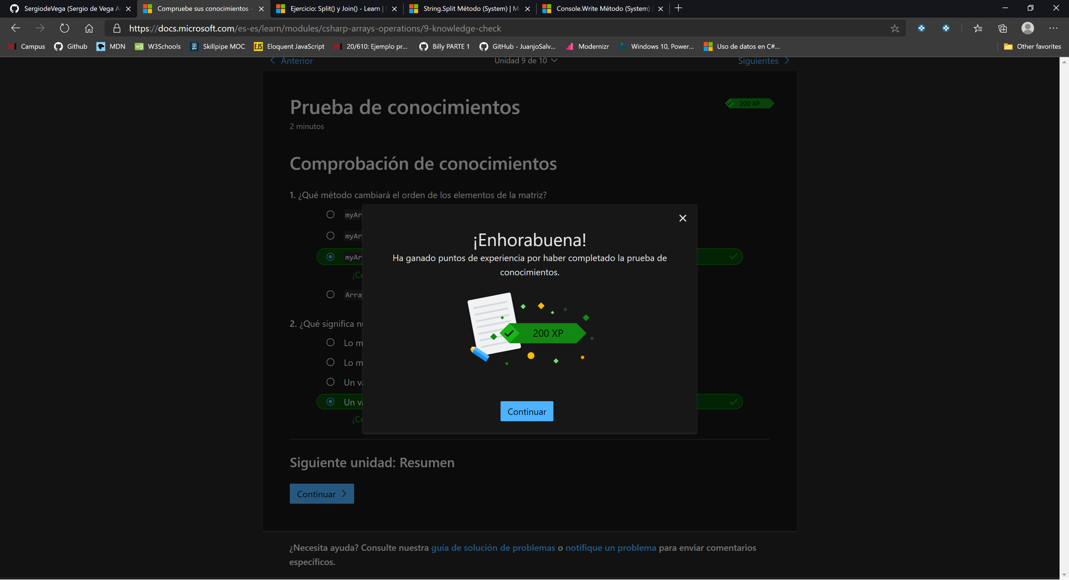 SergiodeVega (Sergio de Vega A
Compruebe sus conocimientos -
Ejercicio: Split() y Join() - Learn |
String.Split Método (System) | M
Console.Write Método (System)
https://docs.microsoft.com/es-es/learn/modules/csharp-arrays-operations/9-knowledge-check
Campus
Github
MDN
W3Schools
Skillpipe MOC
Eloquent JavaScript
20/610: Ejemplo pr...
Billy PARTE 1
GitHub - JuanjoSalv...
Modernizr
Windows 10, Power...
Uso de datos en C#...
Other favorites
Anterior
Unidad 9 de 10
Siguientes
Prueba de conocimientos
200 XP
2 minutos
Comprobación de conocimientos
1. ¿Qué método cambiará el orden de los elementos de la matriz?
myAr
myAr
myAr
¡Co
Array
2. ¿Qué significa nu
Lo m
Lo m
Un va
Un va
¡Co
¡Enhorabuena!
Ha ganado puntos de experiencia por haber completado la prueba de
conocimientos.
200 XP
Continuar
Siguiente unidad: Resumen
Continuar
¿Necesita ayuda? Consulte nuestra guía de solución de problemas o notifique un problema para enviar comentarios
específicos.